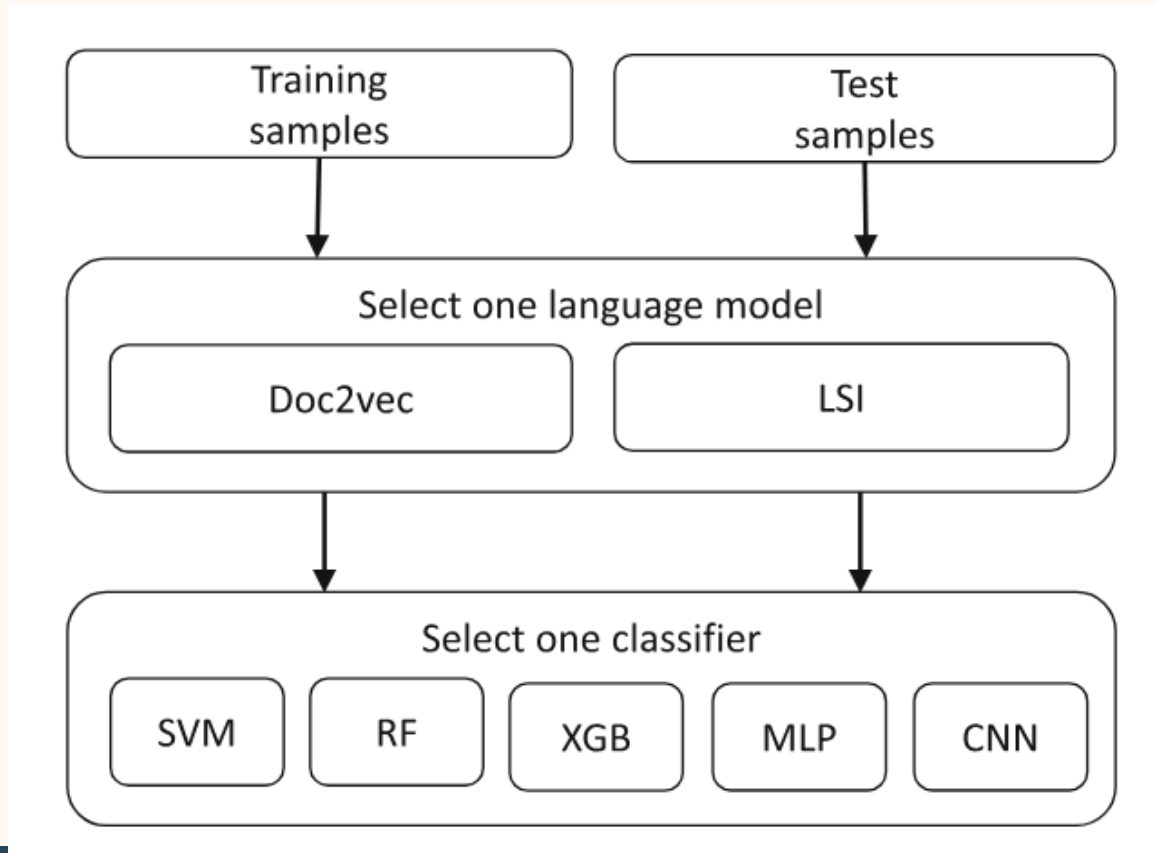 Training
samples
Test
samples
Select one language model
Doc2vec
LSI
Select one classifier
SVM
RF
XGB
MLP
CNN